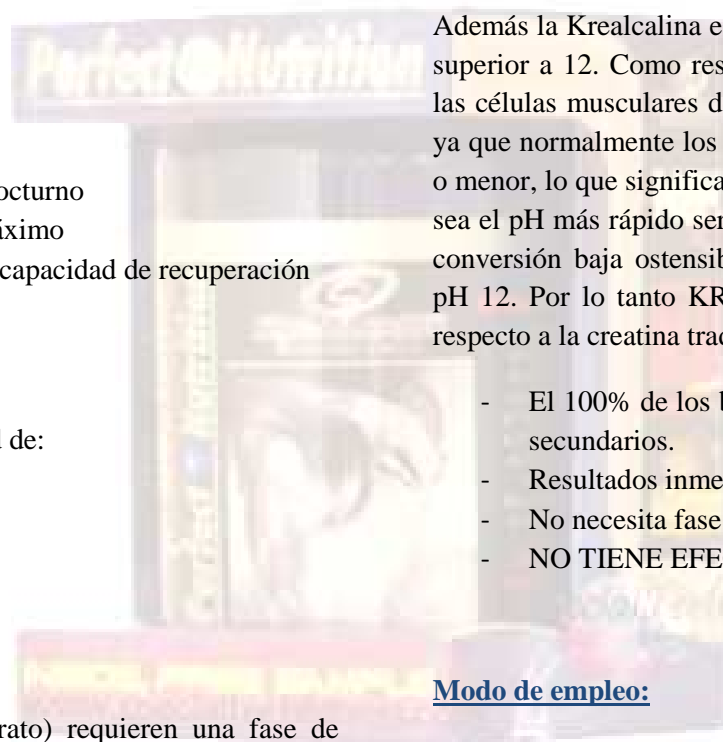 Perfect Nutrition
octurno
áximo
capacidad de recuperación
l de:
rato) requieren una fase de
Además la Krealcalina e
superior a 12. Como res
las células musculares d
ya que normalmente los
o menor, lo que significa
sea el pH más rápido ser
conversión baja ostensib
pH 12. Por lo tanto KR
respecto a la creatina trad
- El 100% de los b
secundarios.
- Resultados inme
- No necesita fase
- NO TIENE EFE
Modo de empleo: